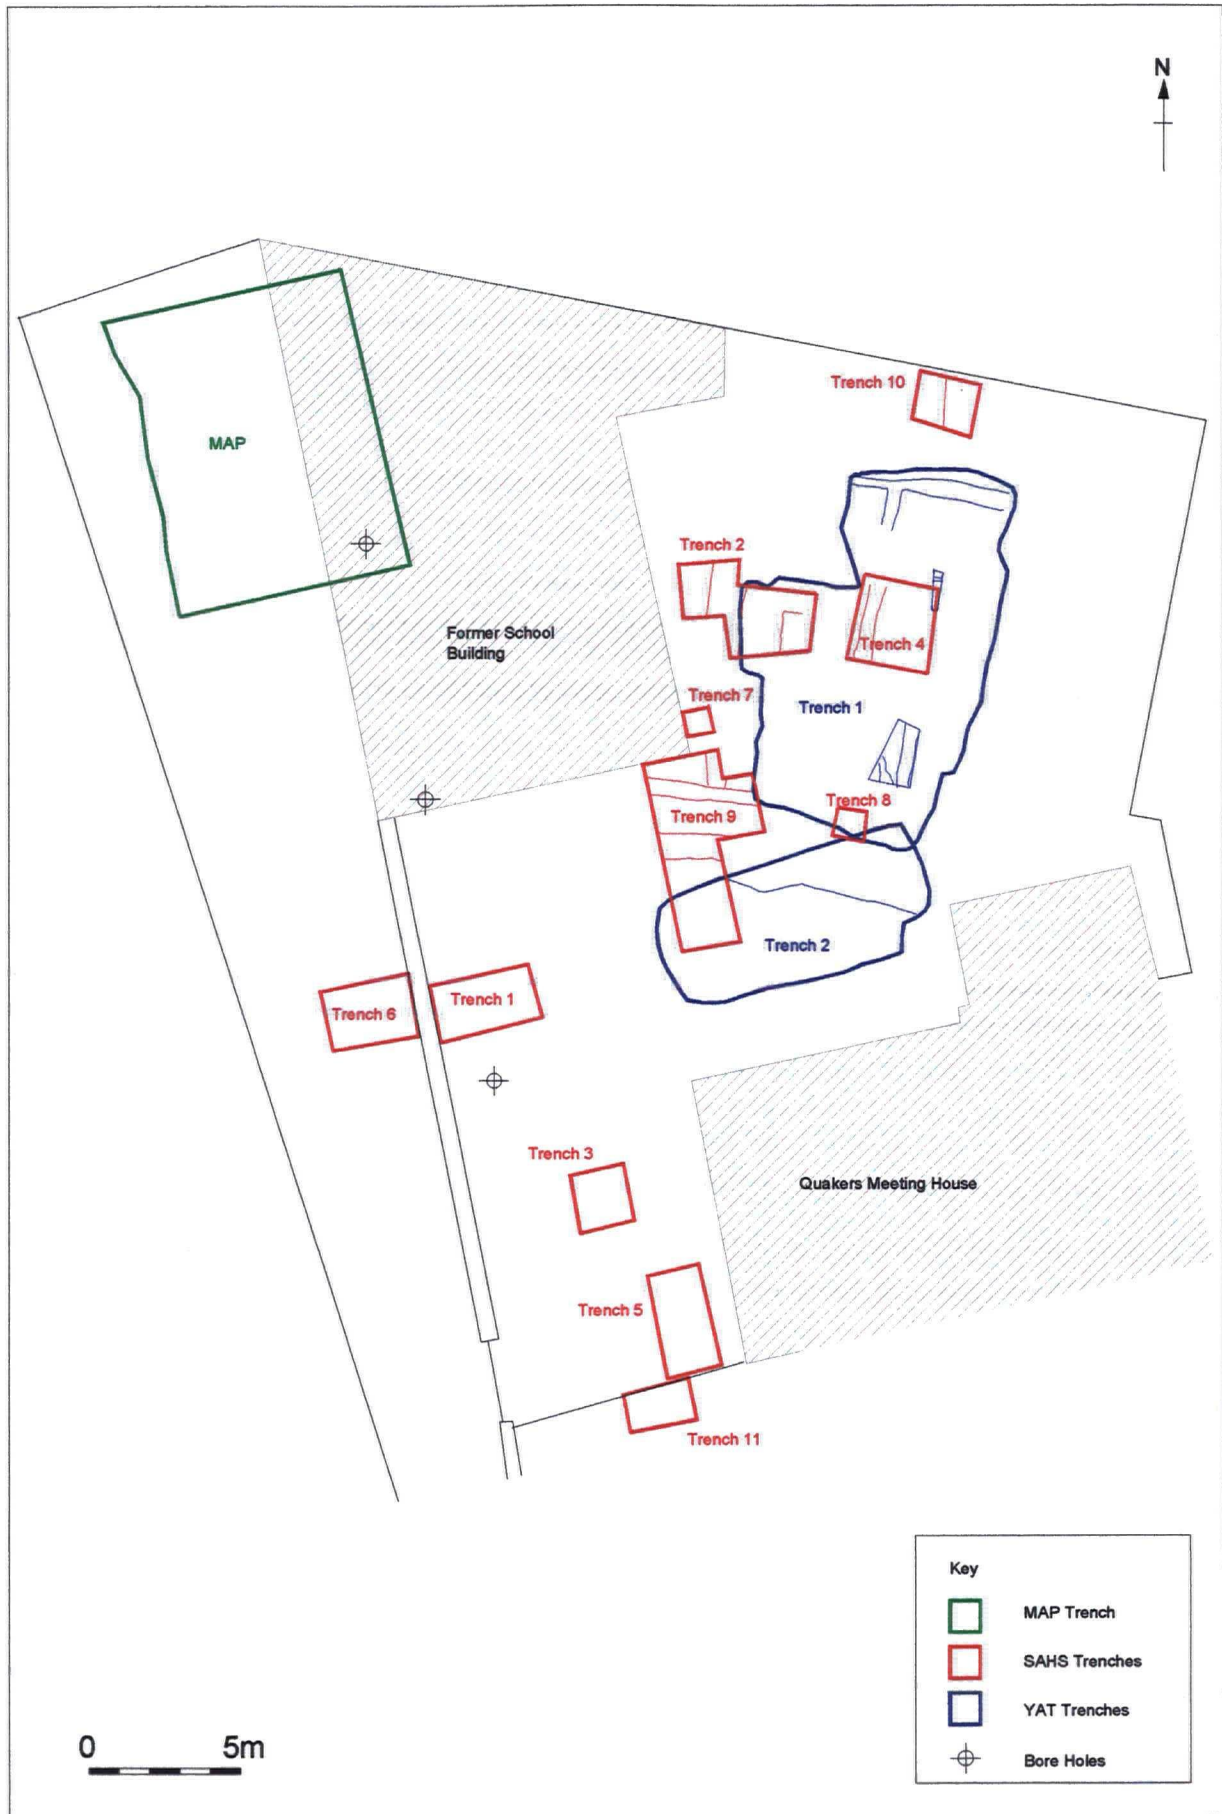 N
Trench 10
MAP
Trench 2
Former School
Building
Trench 4
Trench 7
Trench 1
Trench 8
Trench 9
Trench 2
Trench 6
Trench 1
Trench 3
Quakers Meeting House
Trench 5
Trench 11
Key
MAP Trench
SAHS Trenches
YAT Trenches
Bore Holes
0 5m